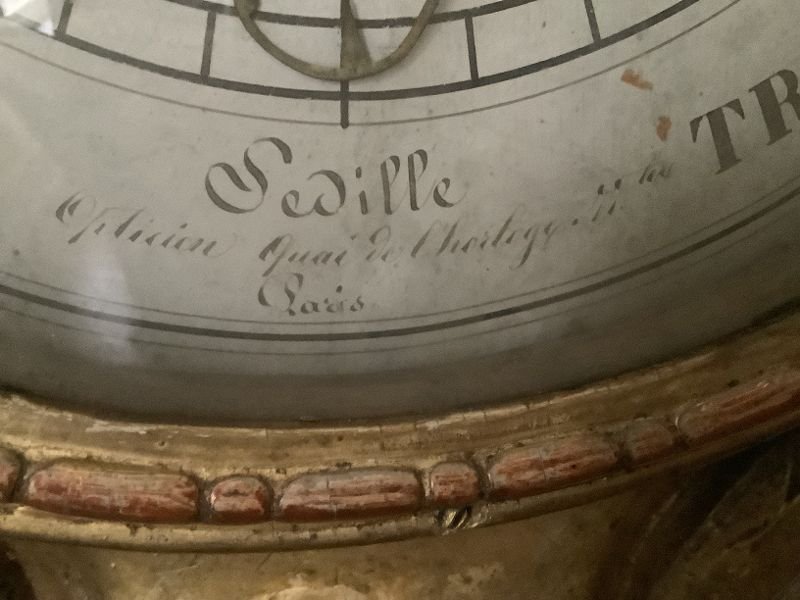 Sedille
Opticien Quai de l'horloge
Paris
TR